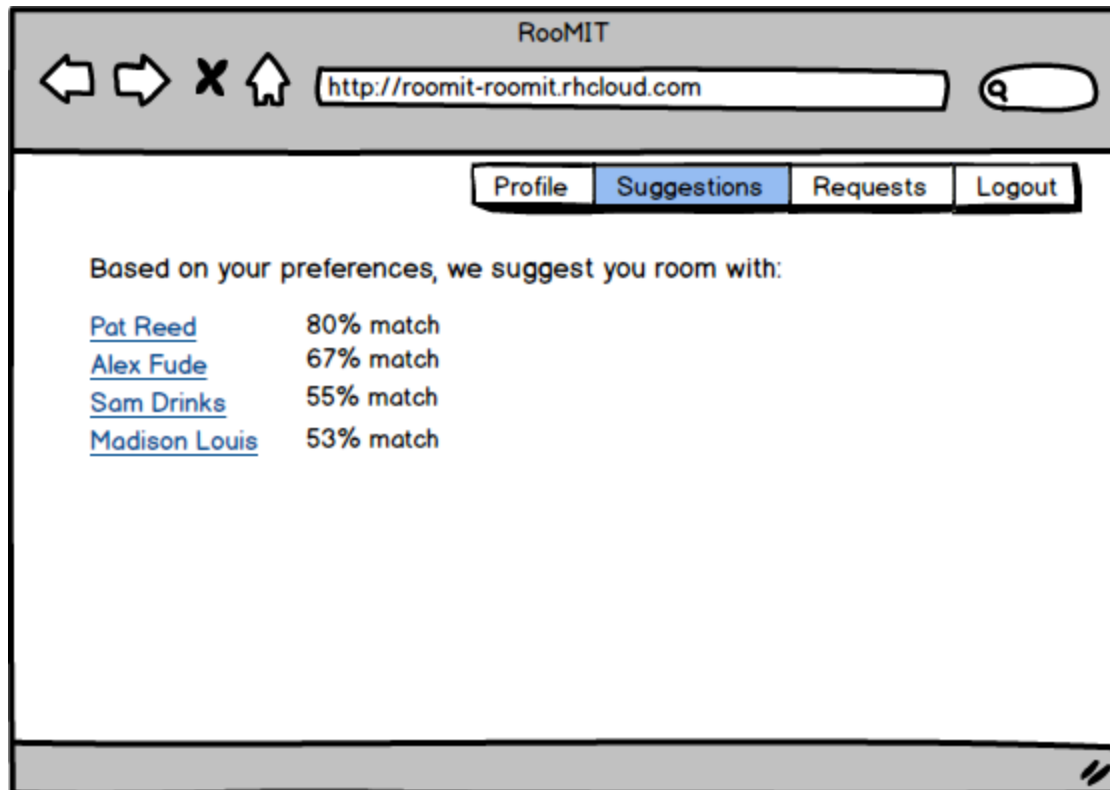 RooMIT
http://roomit-roomit.rhcloud.com
Profile Suggestions Requests Logout
Based on your preferences, we suggest you room with:
Pat Reed 80% match
Alex Fude 67% match
Sam Drinks 55% match
Madison Louis 53% match